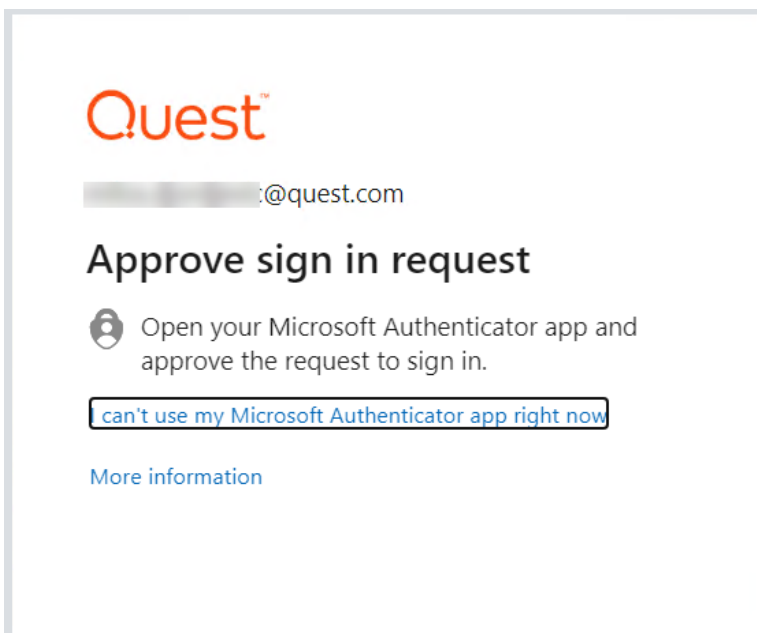 Quest™
@quest.com
Approve sign in request
Open your Microsoft Authenticator app and
approve the request to sign in.
I can't use my Microsoft Authenticator app right now
More information